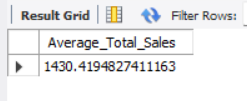 Result Grid Filter Rows:
Average_Total_Sales
1430.4194827411163